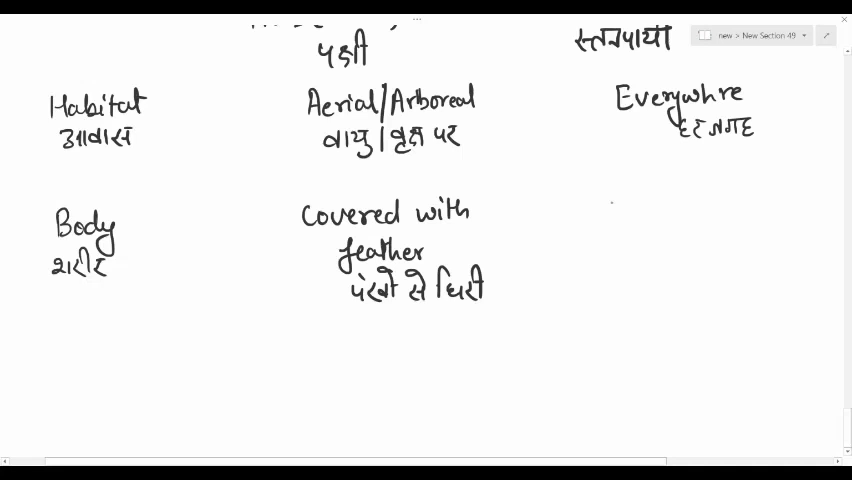 पक्षी
स्तनपायी
new > New Section 49
Habitat Aerial/Arboreal Everywhre
आवास वायु/वृक्ष पर हर जगह
Body Covered with
शरीर feather
पंखों से घिरी